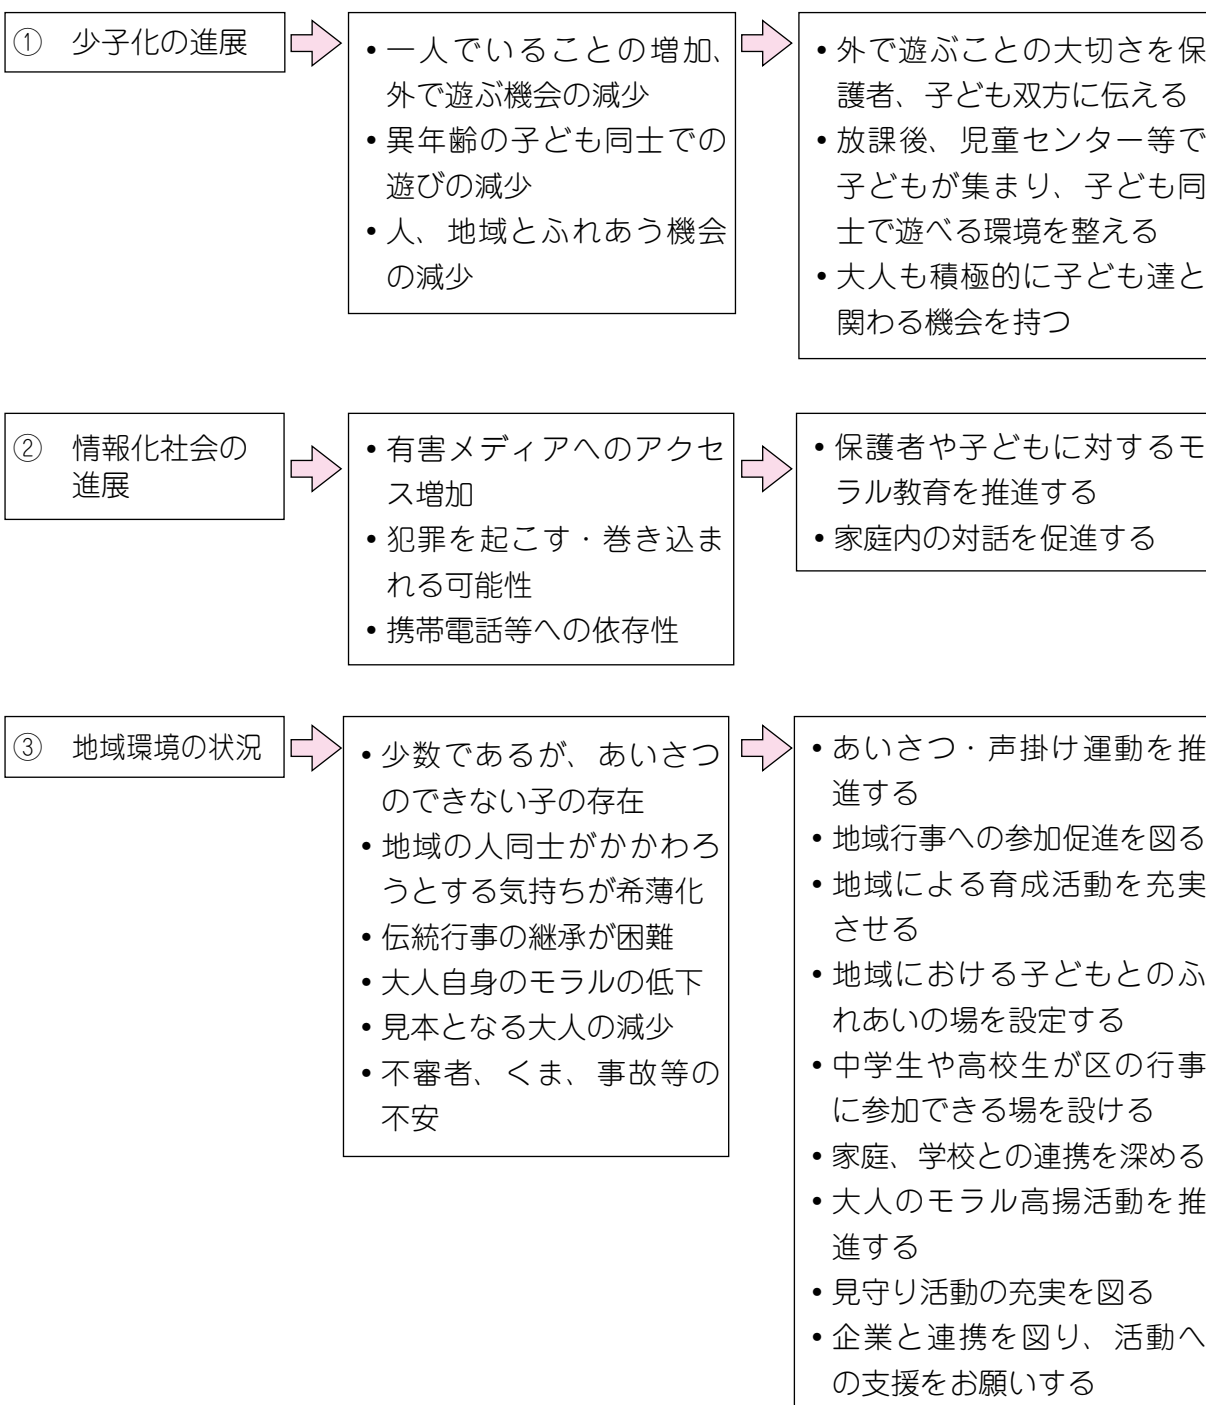 ① 少子化の進展
•一人でいることの増加、
外で遊ぶ機会の減少
•異年齢の子ども同士での
遊びの減少
•人、地域とふれあう機会
の減少
•外で遊ぶことの大切さを保
護者、子ども双方に伝える
•放課後、児童センター等で
子どもが集まり、子ども同
士で遊べる環境を整える
•大人も積極的に子ども達と
関わる機会を持つ
② 情報化社会の
進展
•有害メディアへのアクセ
ス増加
•犯罪を起こす・巻き込ま
れる可能性
•携帯電話等への依存性
•保護者や子どもに対するモ
ラル教育を推進する
•家庭内の対話を促進する
③ 地域環境の状況
•少数であるが、あいさつ
のできない子の存在
•地域の人同士がかかわろ
うとする気持ちが希薄化
•伝統行事の継承が困難
•大人自身のモラルの低下
•見本となる大人の減少
•不審者、くま、事故等の
不安
•あいさつ・声掛け運動を推
進する
•地域行事への参加促進を図る
•地域による育成活動を充実
させる
•地域における子どもとのふ
れあいの場を設定する
•中学生や高校生が区の行事
に参加できる場を設ける
•家庭、学校との連携を深める
•大人のモラル高揚活動を推
進する
•見守り活動の充実を図る
•企業と連携を図り、活動へ
の支援をお願いする